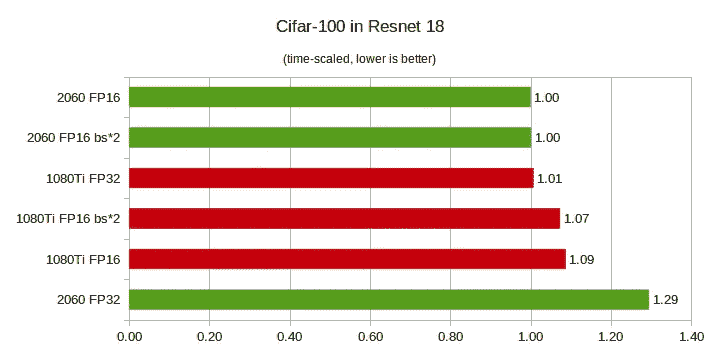 Cifar-100 in Resnet 18
(time-scaled, lower is better)
2060 FP16 1.00
2060 FP16 bs*2 1.00
1080Ti FP32 1.01
1080Ti FP16 bs*2 1.07
1080Ti FP16 1.09
2060 FP32 1.29
0.00 0.20 0.40 0.60 0.80 1.00 1.20 1.40